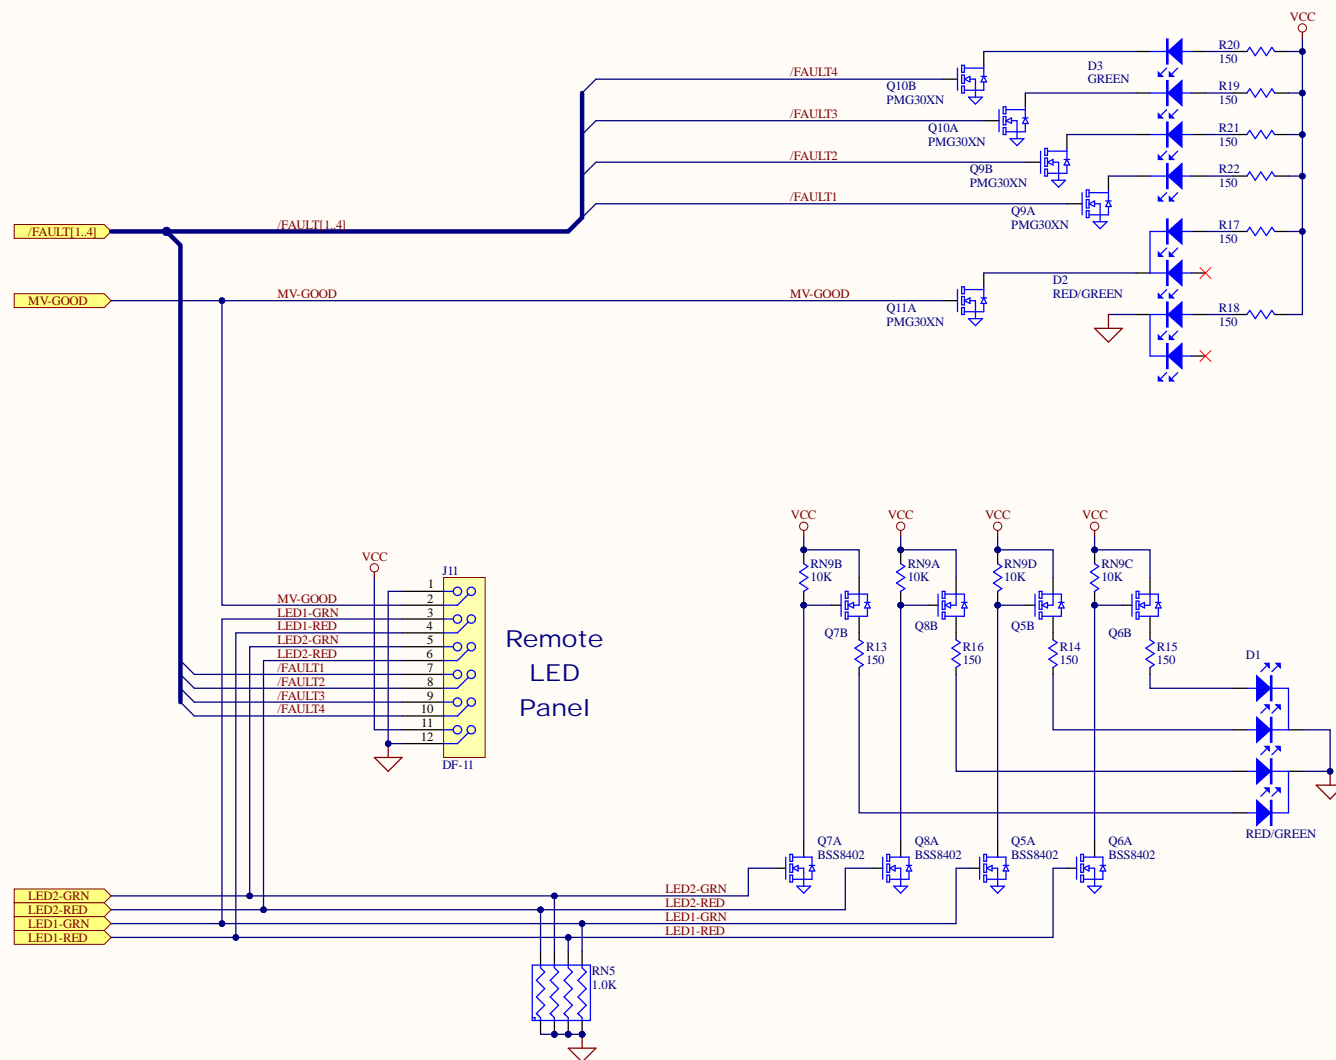 VCC
R20
150
D3
GREEN
/FAULT4
Q10B
PMG30XN
R19
150
/FAULT3
Q10A
PMG30XN
R21
150
/FAULT2
Q9B
PMG30XN
R22
150
/FAULT1
Q9A
PMG30XN
/FAULT[1..4]
/FAULT[1..4]
R17
150
D2
RED/GREEN
MV-GOOD
MV-GOOD
MV-GOOD
Q11A
PMG30XN
R18
150
VCC
VCC
VCC
VCC
RN9B
10K
RN9A
10K
RN9D
10K
RN9C
10K
Q7B
Q8B
Q5B
Q6B
R13
150
R16
150
R14
150
R15
150
D1
RED/GREEN
VCC
J11
1
MV-GOOD 2
LED1-GRN 3
LED1-RED 4
LED2-GRN 5
LED2-RED 6
/FAULT1 7
/FAULT2 8
/FAULT3 9
/FAULT4 10
11
12
DF-11
Remote
LED
Panel
Q7A
BSS8402
Q8A
BSS8402
Q5A
BSS8402
Q6A
BSS8402
LED2-GRN LED2-GRN
LED2-RED LED2-RED
LED1-GRN LED1-GRN
LED1-RED LED1-RED
RN5
1.0K